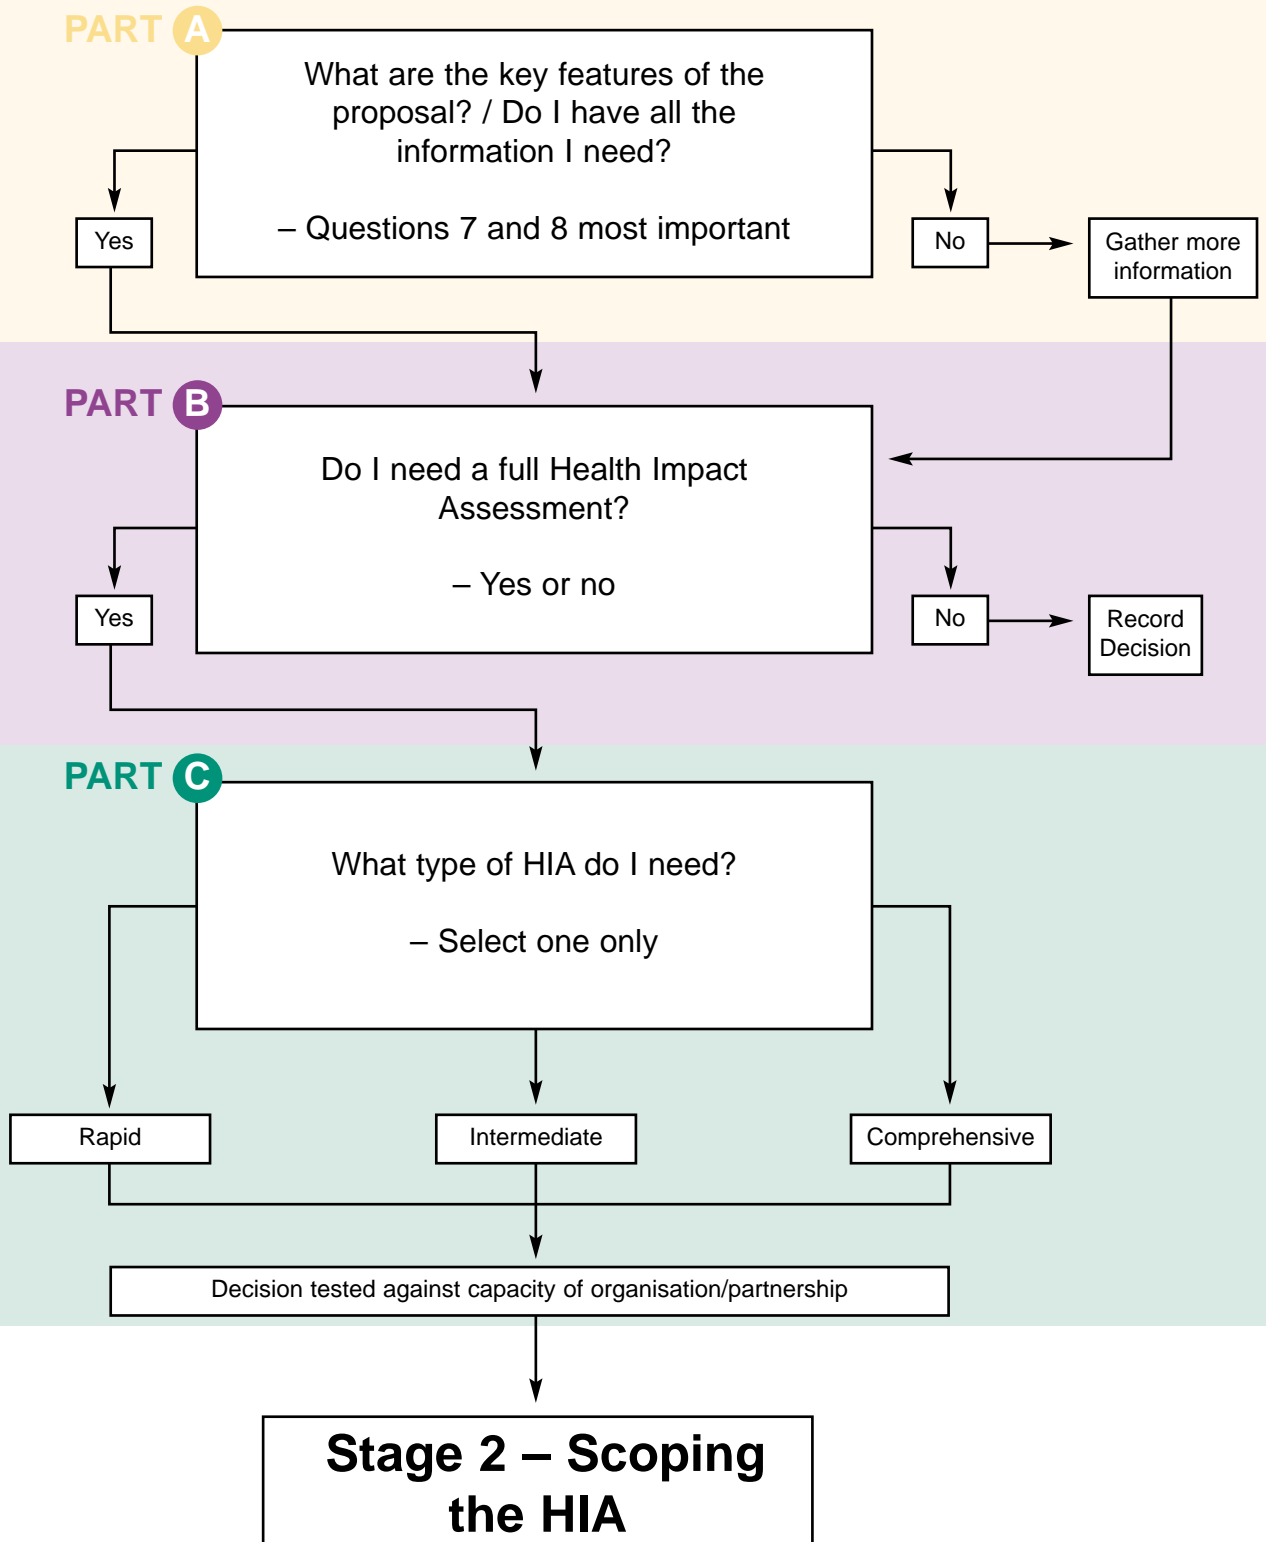 PART A
What are the key features of the
proposal? / Do I have all the
information I need?
– Questions 7 and 8 most important
Yes
No
Gather more
information
PART B
Do I need a full Health Impact
Assessment?
– Yes or no
Yes
No
Record
Decision
PART C
What type of HIA do I need?
– Select one only
Rapid
Intermediate
Comprehensive
Decision tested against capacity of organisation/partnership
Stage 2 – Scoping
the HIA